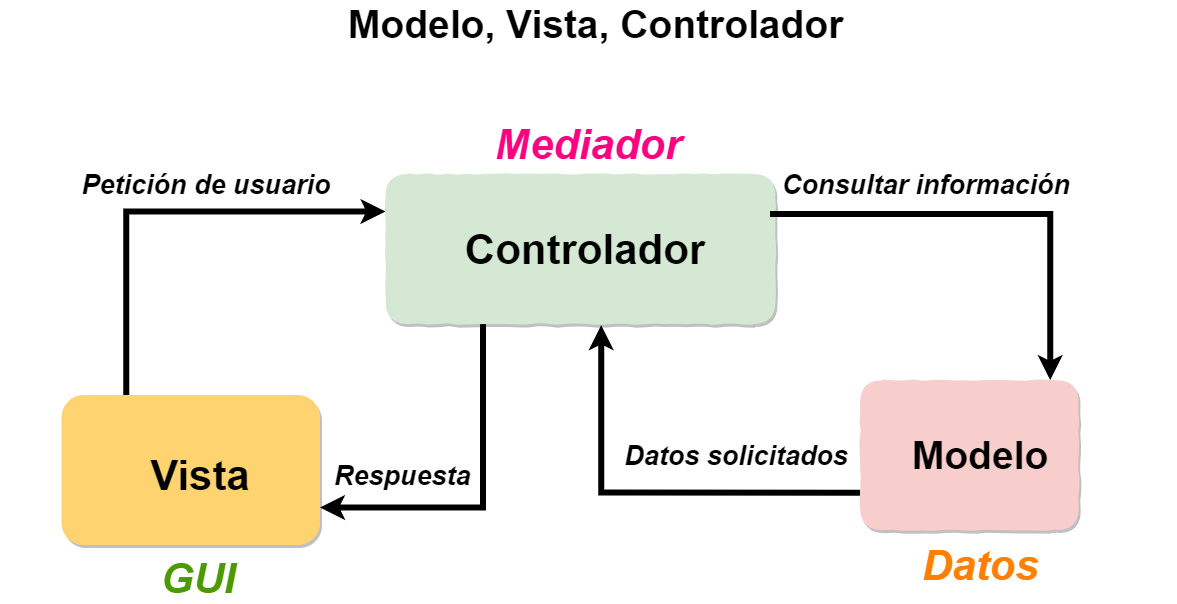 Modelo, Vista, Controlador
Mediador
Petición de usuario
Consultar información
Controlador
Vista
Respuesta
Datos solicitados
Modelo
GUI
Datos